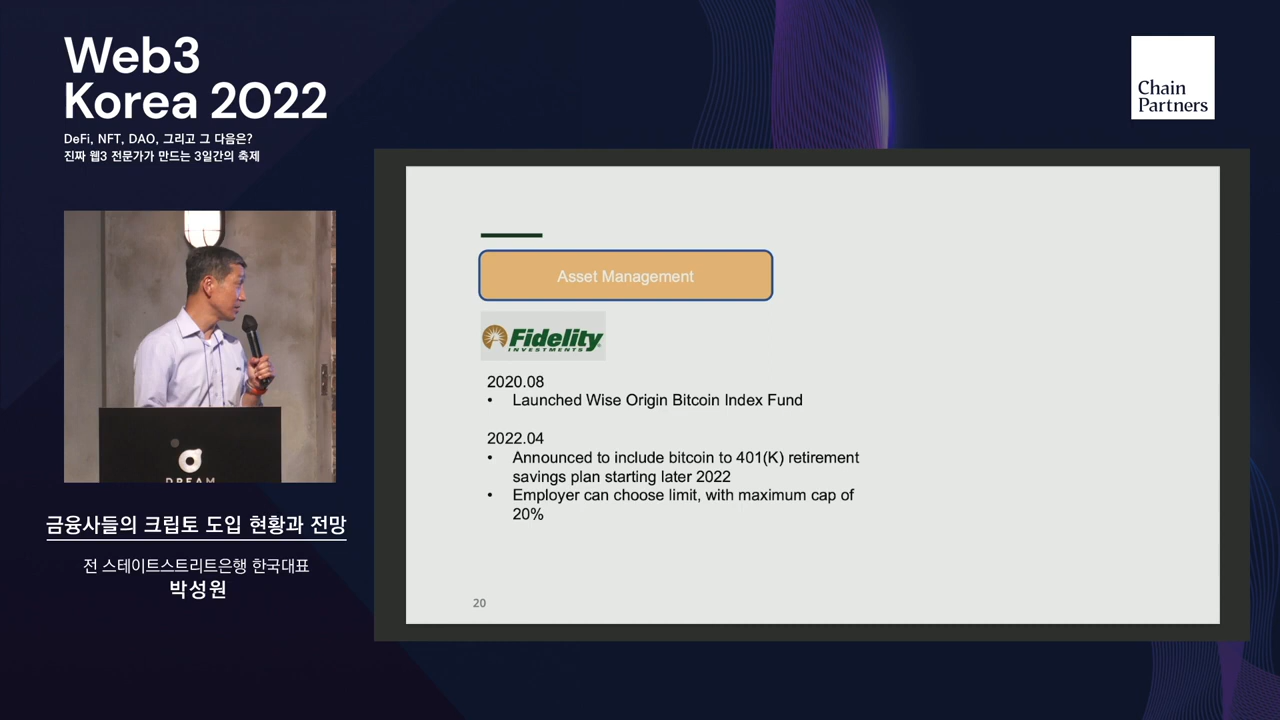 Web3
Korea 2022
DeFi, NFT, DAO, 그리고 그 다음은?
진짜 웹3 전문가가 만드는 3일간의 축제
Chain
Partners
Asset Management
Fidelity
INVESTMENTS
2020.08
• Launched Wise Origin Bitcoin Index Fund
2022.04
• Announced to include bitcoin to 401(K) retirement
savings plan starting later 2022
• Employer can choose limit, with maximum cap of
20%
20
DREAM
금융사들의 크립토 도입 현황과 전망
전 스테이트스트리트은행 한국대표
박성원